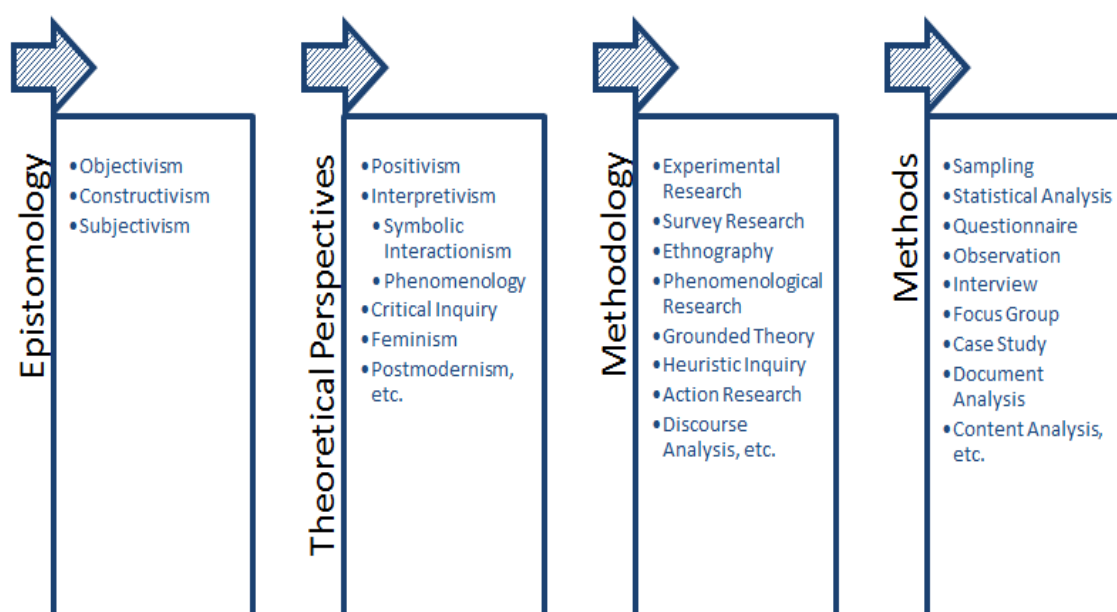 Epistomology
•Objectivism
•Constructivism
•Subjectivism
Theoretical Perspectives
•Positivism
•Interpretivism
•Symbolic
Interactionism
•Phenomenology
•Critical Inquiry
•Feminism
•Postmodernism,
etc.
Methodology
•Experimental
Research
•Survey Research
•Ethnography
•Phenomenological
Research
•Grounded Theory
•Heuristic Inquiry
•Action Research
•Discourse
Analysis, etc.
Methods
•Sampling
•Statistical Analysis
•Questionnaire
•Observation
•Interview
•Focus Group
•Case Study
•Document
Analysis
•Content Analysis,
etc.